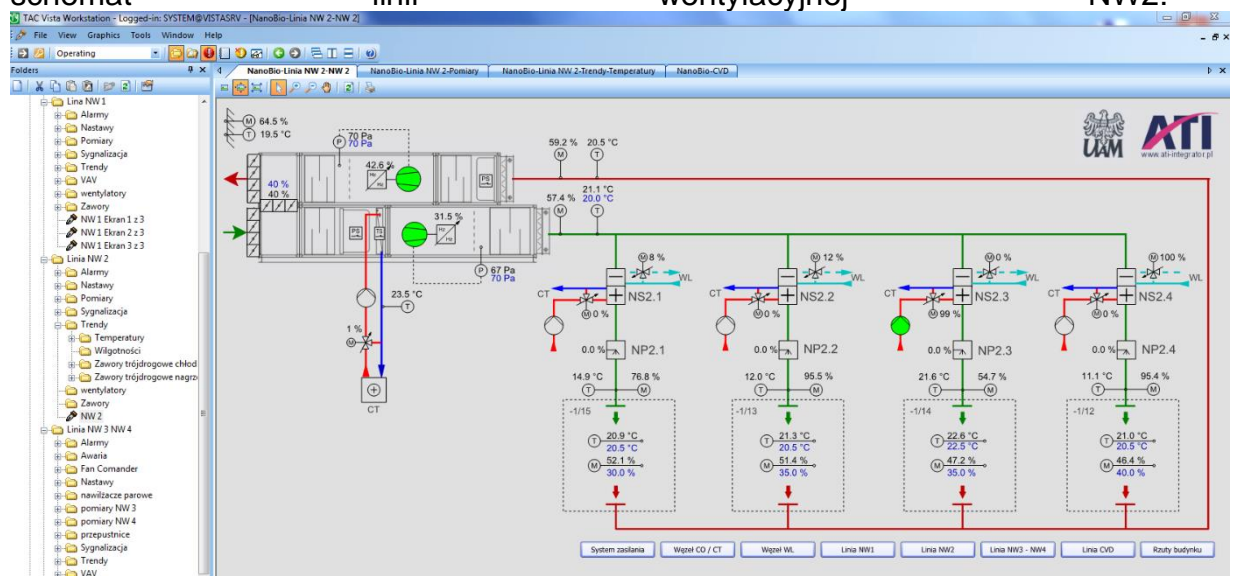 schemat linii wentylacyjnej NW2.
TAC Vista Workstation - Logged-in: SYSTEM@VISTASRV - [NanoBio-Linia NW 2-NW 2]
File View Graphics Tools Window Help
Operating
Folders
NanoBio-Linia NW 2-NW 2 NanoBio-Linia NW 2-Pomiary NanoBio-Linia NW 2-Trendy-Temperatury NanoBio-CVD
Lina NW 1
Alarmy
Nastawy
Pomiary
Sygnalizacja
Trendy
VAV
wentylatory
Zawory
NW 1 Ekran 1 z 3
NW 1 Ekran 2 z 3
NW 1 Ekran 3 z 3
Linia NW 2
Alarmy
Nastawy
Pomiary
Sygnalizacja
Trendy
Temperatury
Wilgotności
Zawory trójdrogowe chłod
Zawory trójdrogowe nagrz
wentylatory
Zawory
NW 2
Linia NW 3 NW 4
Alarmy
Awaria
Fan Comander
Nastawy
nawilżacze parowe
pomiary NW 3
pomiary NW 4
przepustnice
Sygnalizacja
Trendy
VAV
M 64.5 %
T 19.5 °C
P 70 Pa
70 Pa
42.6 %
Hz
Hz
PS
40 %
40 %
59.2 % 20.5 °C
M T
21.1 °C
57.4 % 20.0 °C
M T
PS TS
31.5 %
Hz
Hz
P 67 Pa
70 Pa
23.5 °C
T
1 %
M
CT
UAM
ATI
www.ati-integrator.pl
M 8 % M 12 % M 0 % M 100 %
WL WL WL WL
CT NS2.1 CT NS2.2 CT NS2.3 CT NS2.4
M 0 % M 0 % M 99 % M 0 %
0.0 % NP2.1 0.0 % NP2.2 0.0 % NP2.3 0.0 % NP2.4
14.9 °C 76.8 % 12.0 °C 95.5 % 21.6 °C 54.7 % 11.1 °C 95.4 %
T M T M T M T M
-1/15 -1/13 -1/14 -1/12
T 20.9 °C T 21.3 °C T 22.6 °C T 21.0 °C
20.5 °C 20.5 °C 22.5 °C 20.5 °C
M 52.1 % M 51.4 % M 47.2 % M 46.4 %
30.0 % 35.0 % 35.0 % 40.0 %
System zasilania Węzeł CO / CT Węzeł WL Linia NW1 Linia NW2 Linia NW3 - NW4 Linia CVD Rzuty budynku